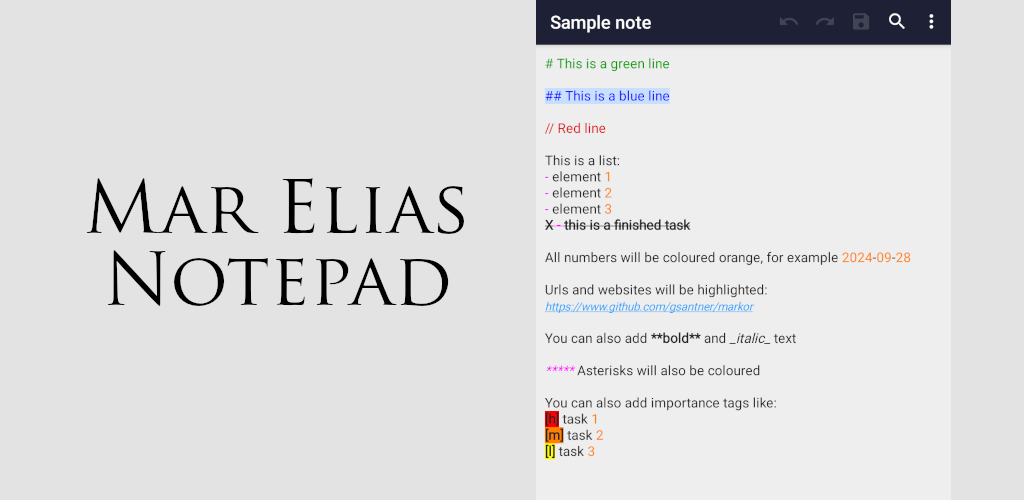 Mar Elias
Notepad
Sample note
# This is a green line
## This is a blue line
// Red line
This is a list:
- element 1
- element 2
- element 3
X - this is a finished task
All numbers will be coloured orange, for example 2024-09-28
Urls and websites will be highlighted:
https://www.github.com/gsantner/markor
You can also add **bold** and _italic_ text
***** Asterisks will also be coloured
You can also add importance tags like:
[h] task 1
[m] task 2
[l] task 3